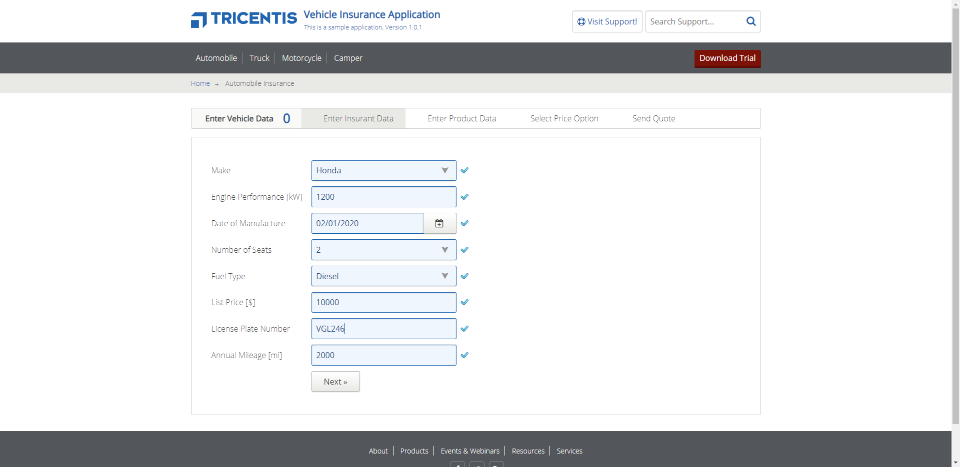 TRICENTIS Vehicle Insurance Application
This is a sample application. Version 1.0.1
Visit Support! Search Support...
Automobile Truck Motorcycle Camper Download Trial
Home → Automobile Insurance
Enter Vehicle Data 0 Enter Insurant Data Enter Product Data Select Price Option Send Quote
Make Honda
Engine Performance [kW] 1200
Date of Manufacture 02/01/2020
Number of Seats 2
Fuel Type Diesel
List Price [$] 10000
License Plate Number VGL246
Annual Mileage [mi] 2000
Next »
About Products Events & Webinars Resources Services